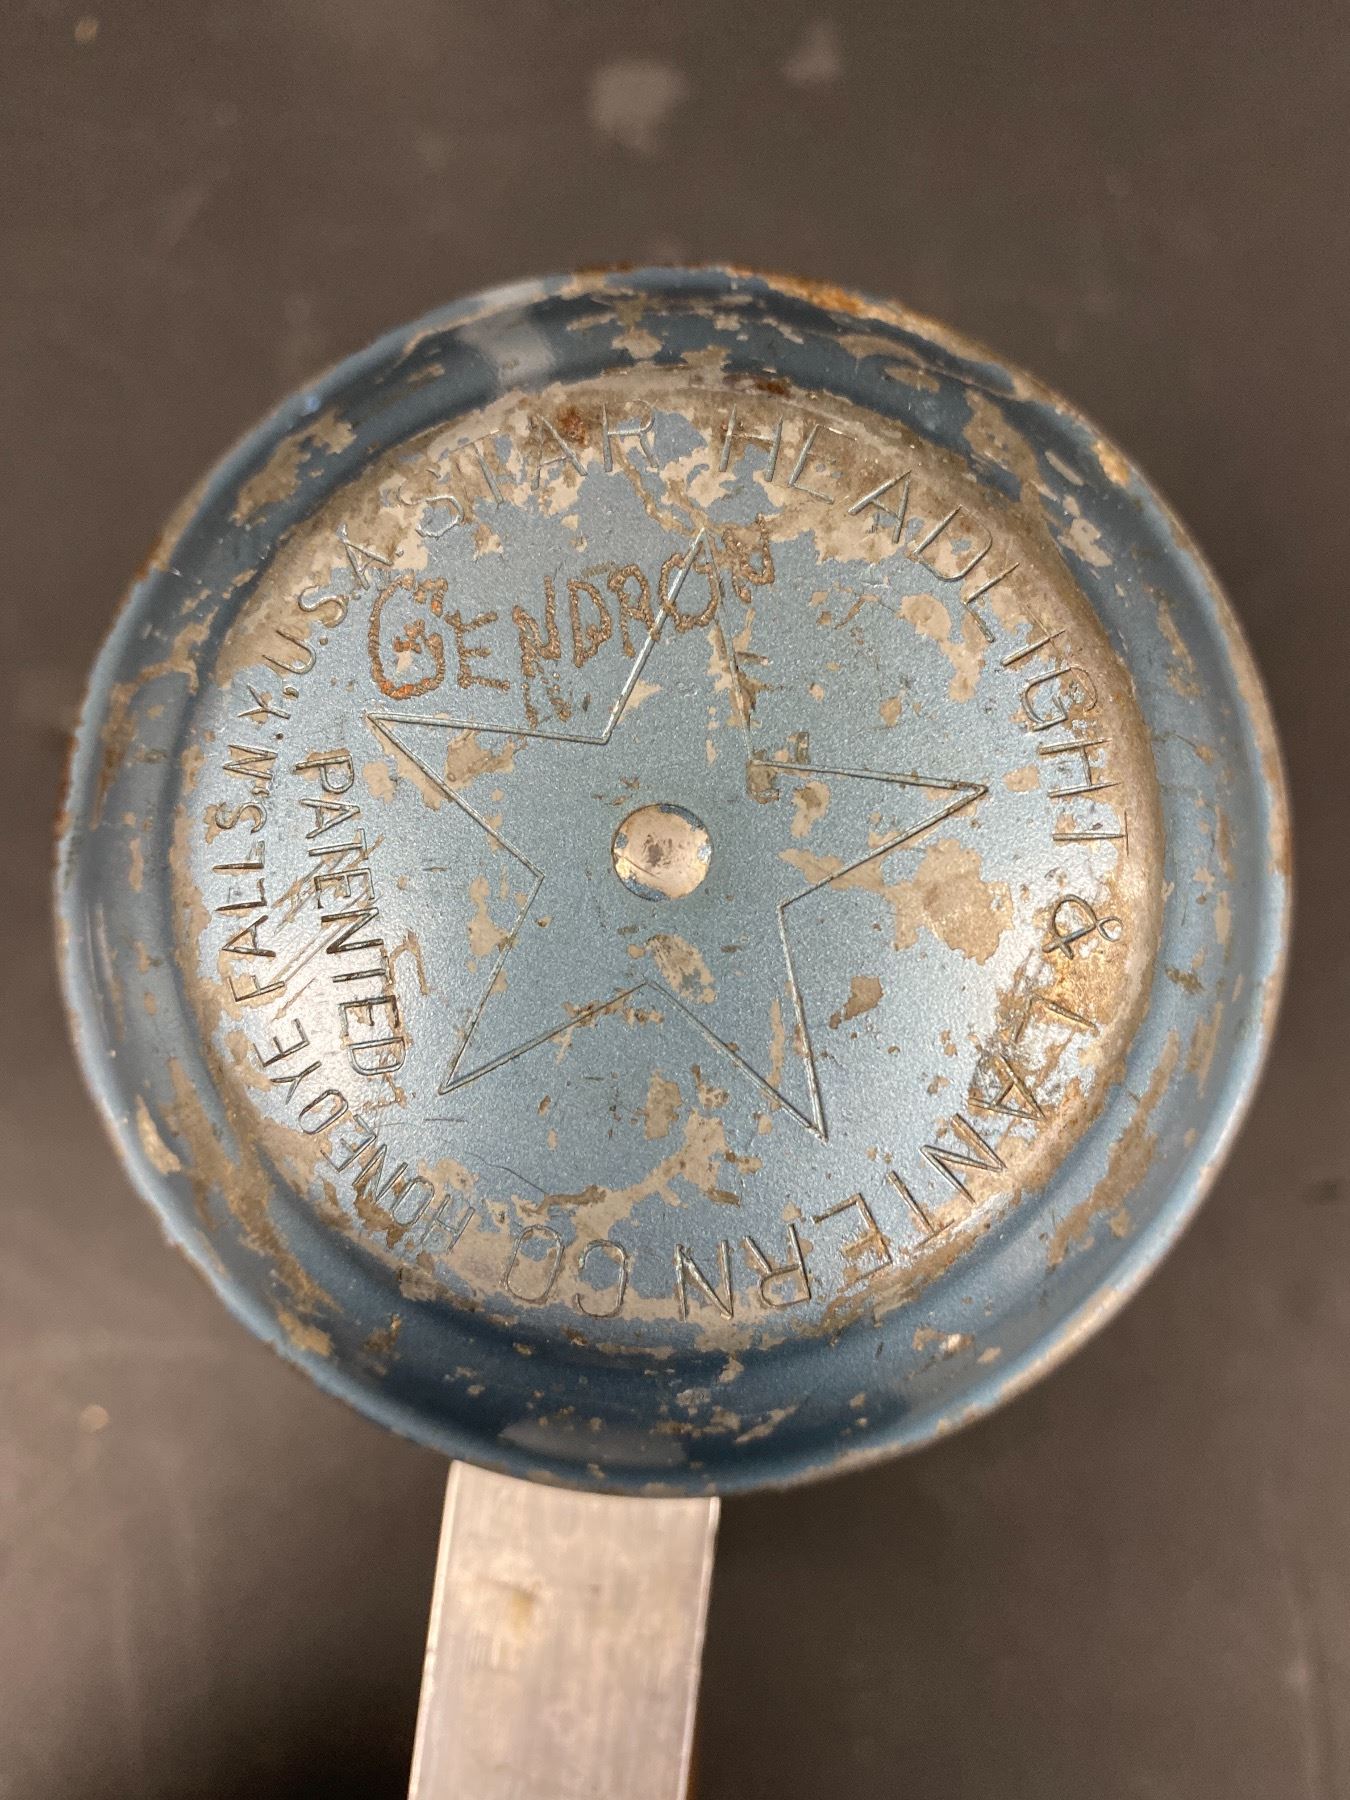 STAR HEADLIGHT & LANTERN CO HONEOYE FALLS, N.Y. U.S.A.
GENDRON
PATENTED